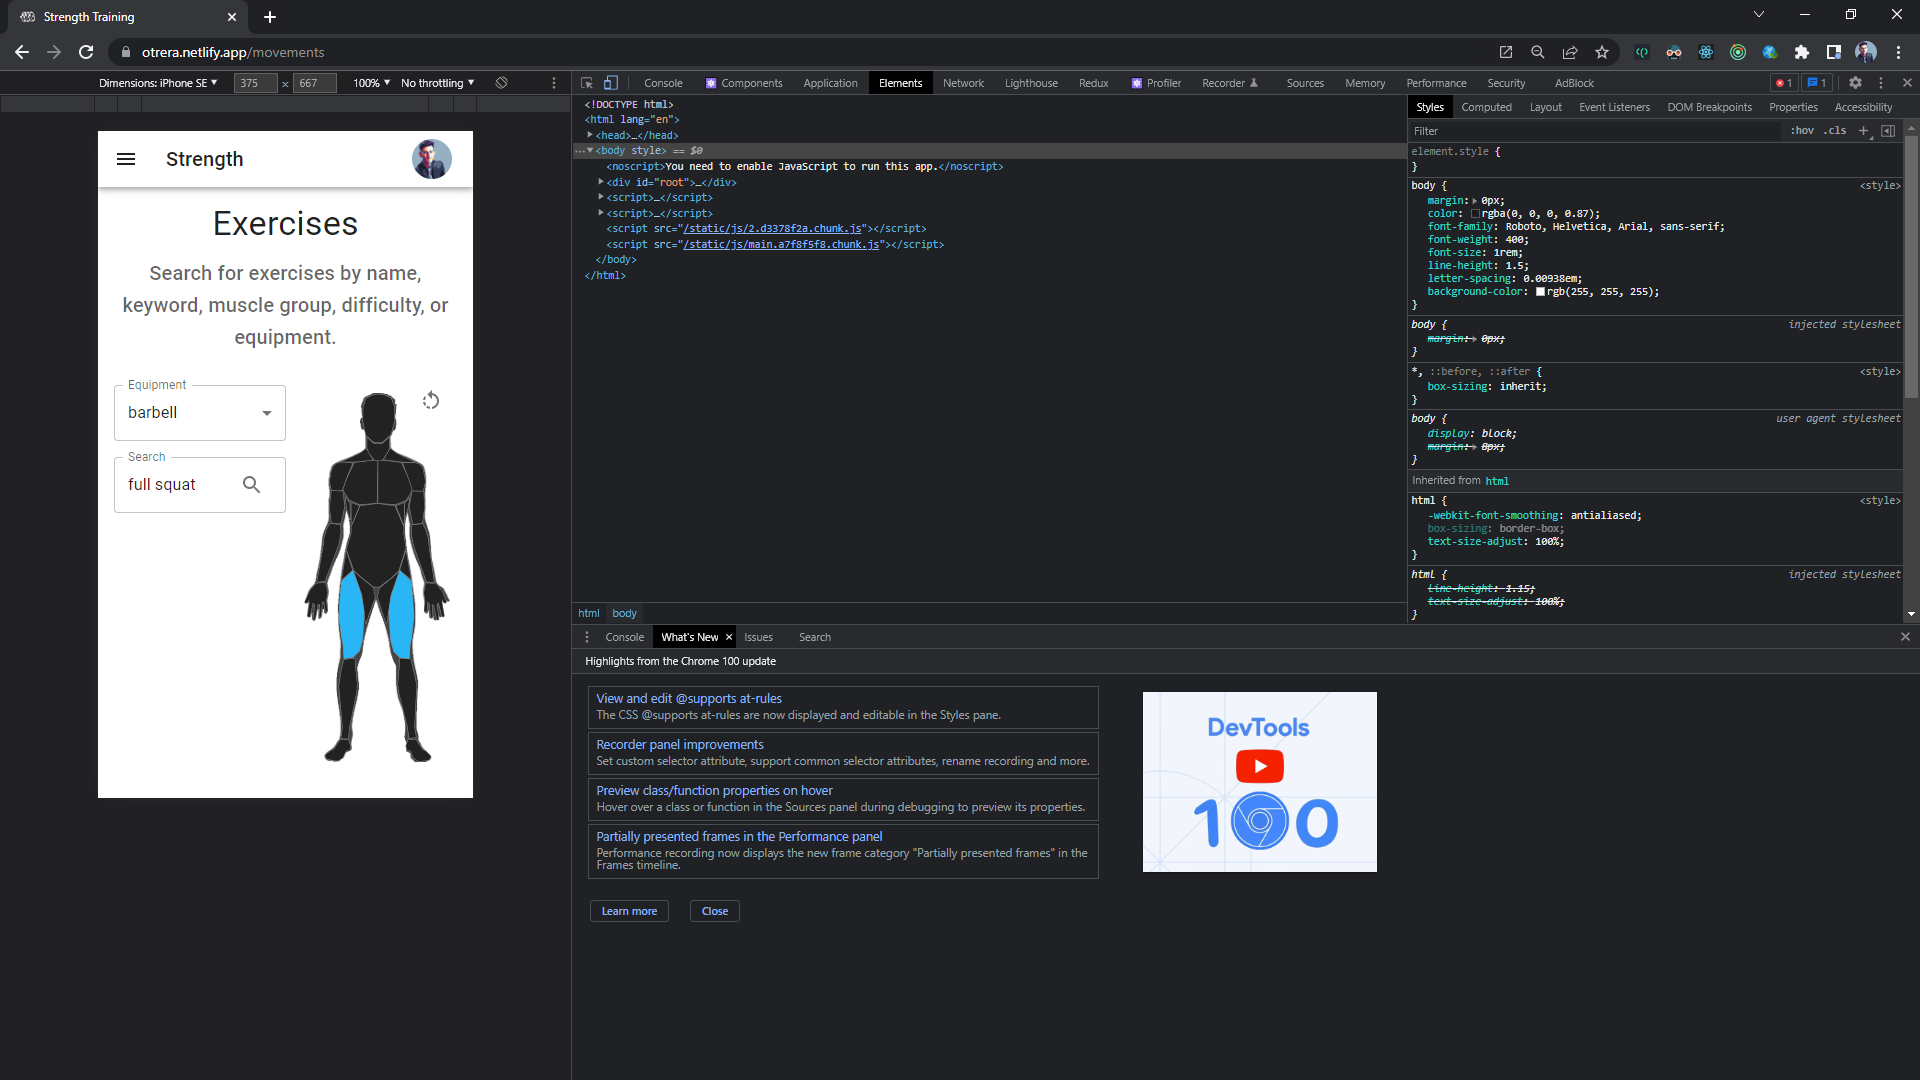 Strength Training
otrera.netlify.app/movements
Dimensions: iPhone SE 375 × 667 100% No throttling
Console Components Application Elements Network Lighthouse Redux Profiler Recorder Sources Memory Performance Security AdBlock 1 1
Strength
Exercises
Search for exercises by name,
keyword, muscle group, difficulty, or
equipment.
Equipment
barbell
Search
full squat
<!DOCTYPE html>
<html lang="en">
<head>…</head>
…<body style> == $0
<noscript>You need to enable JavaScript to run this app.</noscript>
<div id="root">…</div>
<script>…</script>
<script>…</script>
<script src="/static/js/2.d3378f2a.chunk.js"></script>
<script src="/static/js/main.a7f8f5f8.chunk.js"></script>
</body>
</html>
html body
Styles Computed Layout Event Listeners DOM Breakpoints Properties Accessibility
Filter :hov .cls
element.style {
}
body { <style>
margin: 0px;
color: rgba(0, 0, 0, 0.87);
font-family: Roboto, Helvetica, Arial, sans-serif;
font-weight: 400;
font-size: 1rem;
line-height: 1.5;
letter-spacing: 0.00938em;
background-color: rgb(255, 255, 255);
}
body { injected stylesheet
margin: 0px;
}
*, ::before, ::after { <style>
box-sizing: inherit;
}
body { user agent stylesheet
display: block;
margin: 8px;
}
Inherited from html
html { <style>
-webkit-font-smoothing: antialiased;
box-sizing: border-box;
text-size-adjust: 100%;
}
html { injected stylesheet
line-height: 1.15;
text-size-adjust: 100%;
}
Console What's New Issues Search
Highlights from the Chrome 100 update
View and edit @supports at-rules
The CSS @supports at-rules are now displayed and editable in the Styles pane.
Recorder panel improvements
Set custom selector attribute, support common selector attributes, rename recording and more.
Preview class/function properties on hover
Hover over a class or function in the Sources panel during debugging to preview its properties.
Partially presented frames in the Performance panel
Performance recording now displays the new frame category "Partially presented frames" in the
Frames timeline.
Learn more Close
DevTools
100